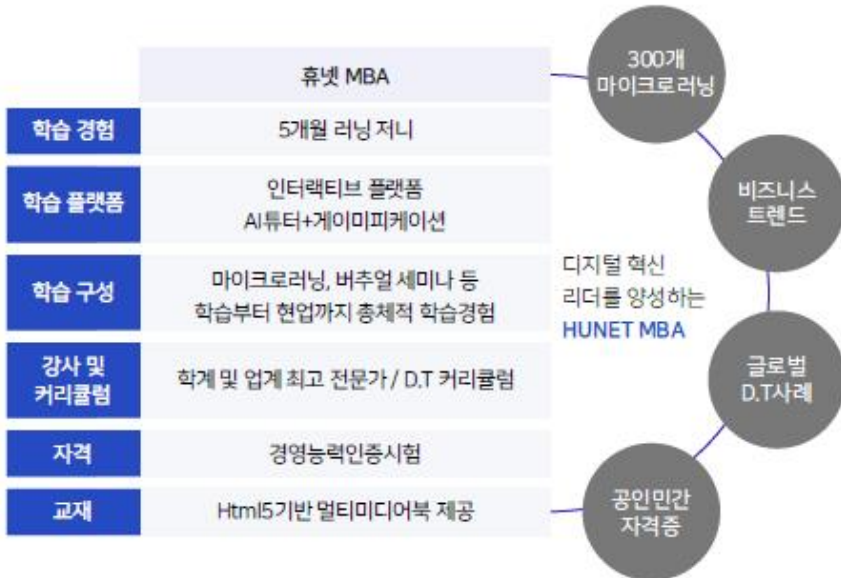 휴넷 MBA
학습 경험
5개월 러닝 저니
학습 플랫폼
인터랙티브 플랫폼
AI튜터+게이미피케이션
학습 구성
마이크로러닝, 버추얼 세미나 등
학습부터 현업까지 총체적 학습경험
강사 및
커리큘럼
학계 및 업계 최고 전문가 / D.T 커리큘럼
자격
경영능력인증시험
교재
Html5기반 멀티미디어북 제공
디지털 혁신
리더를 양성하는
HUNET MBA
300개
마이크로러닝
비즈니스
트렌드
글로벌
D.T사례
공인민간
자격증